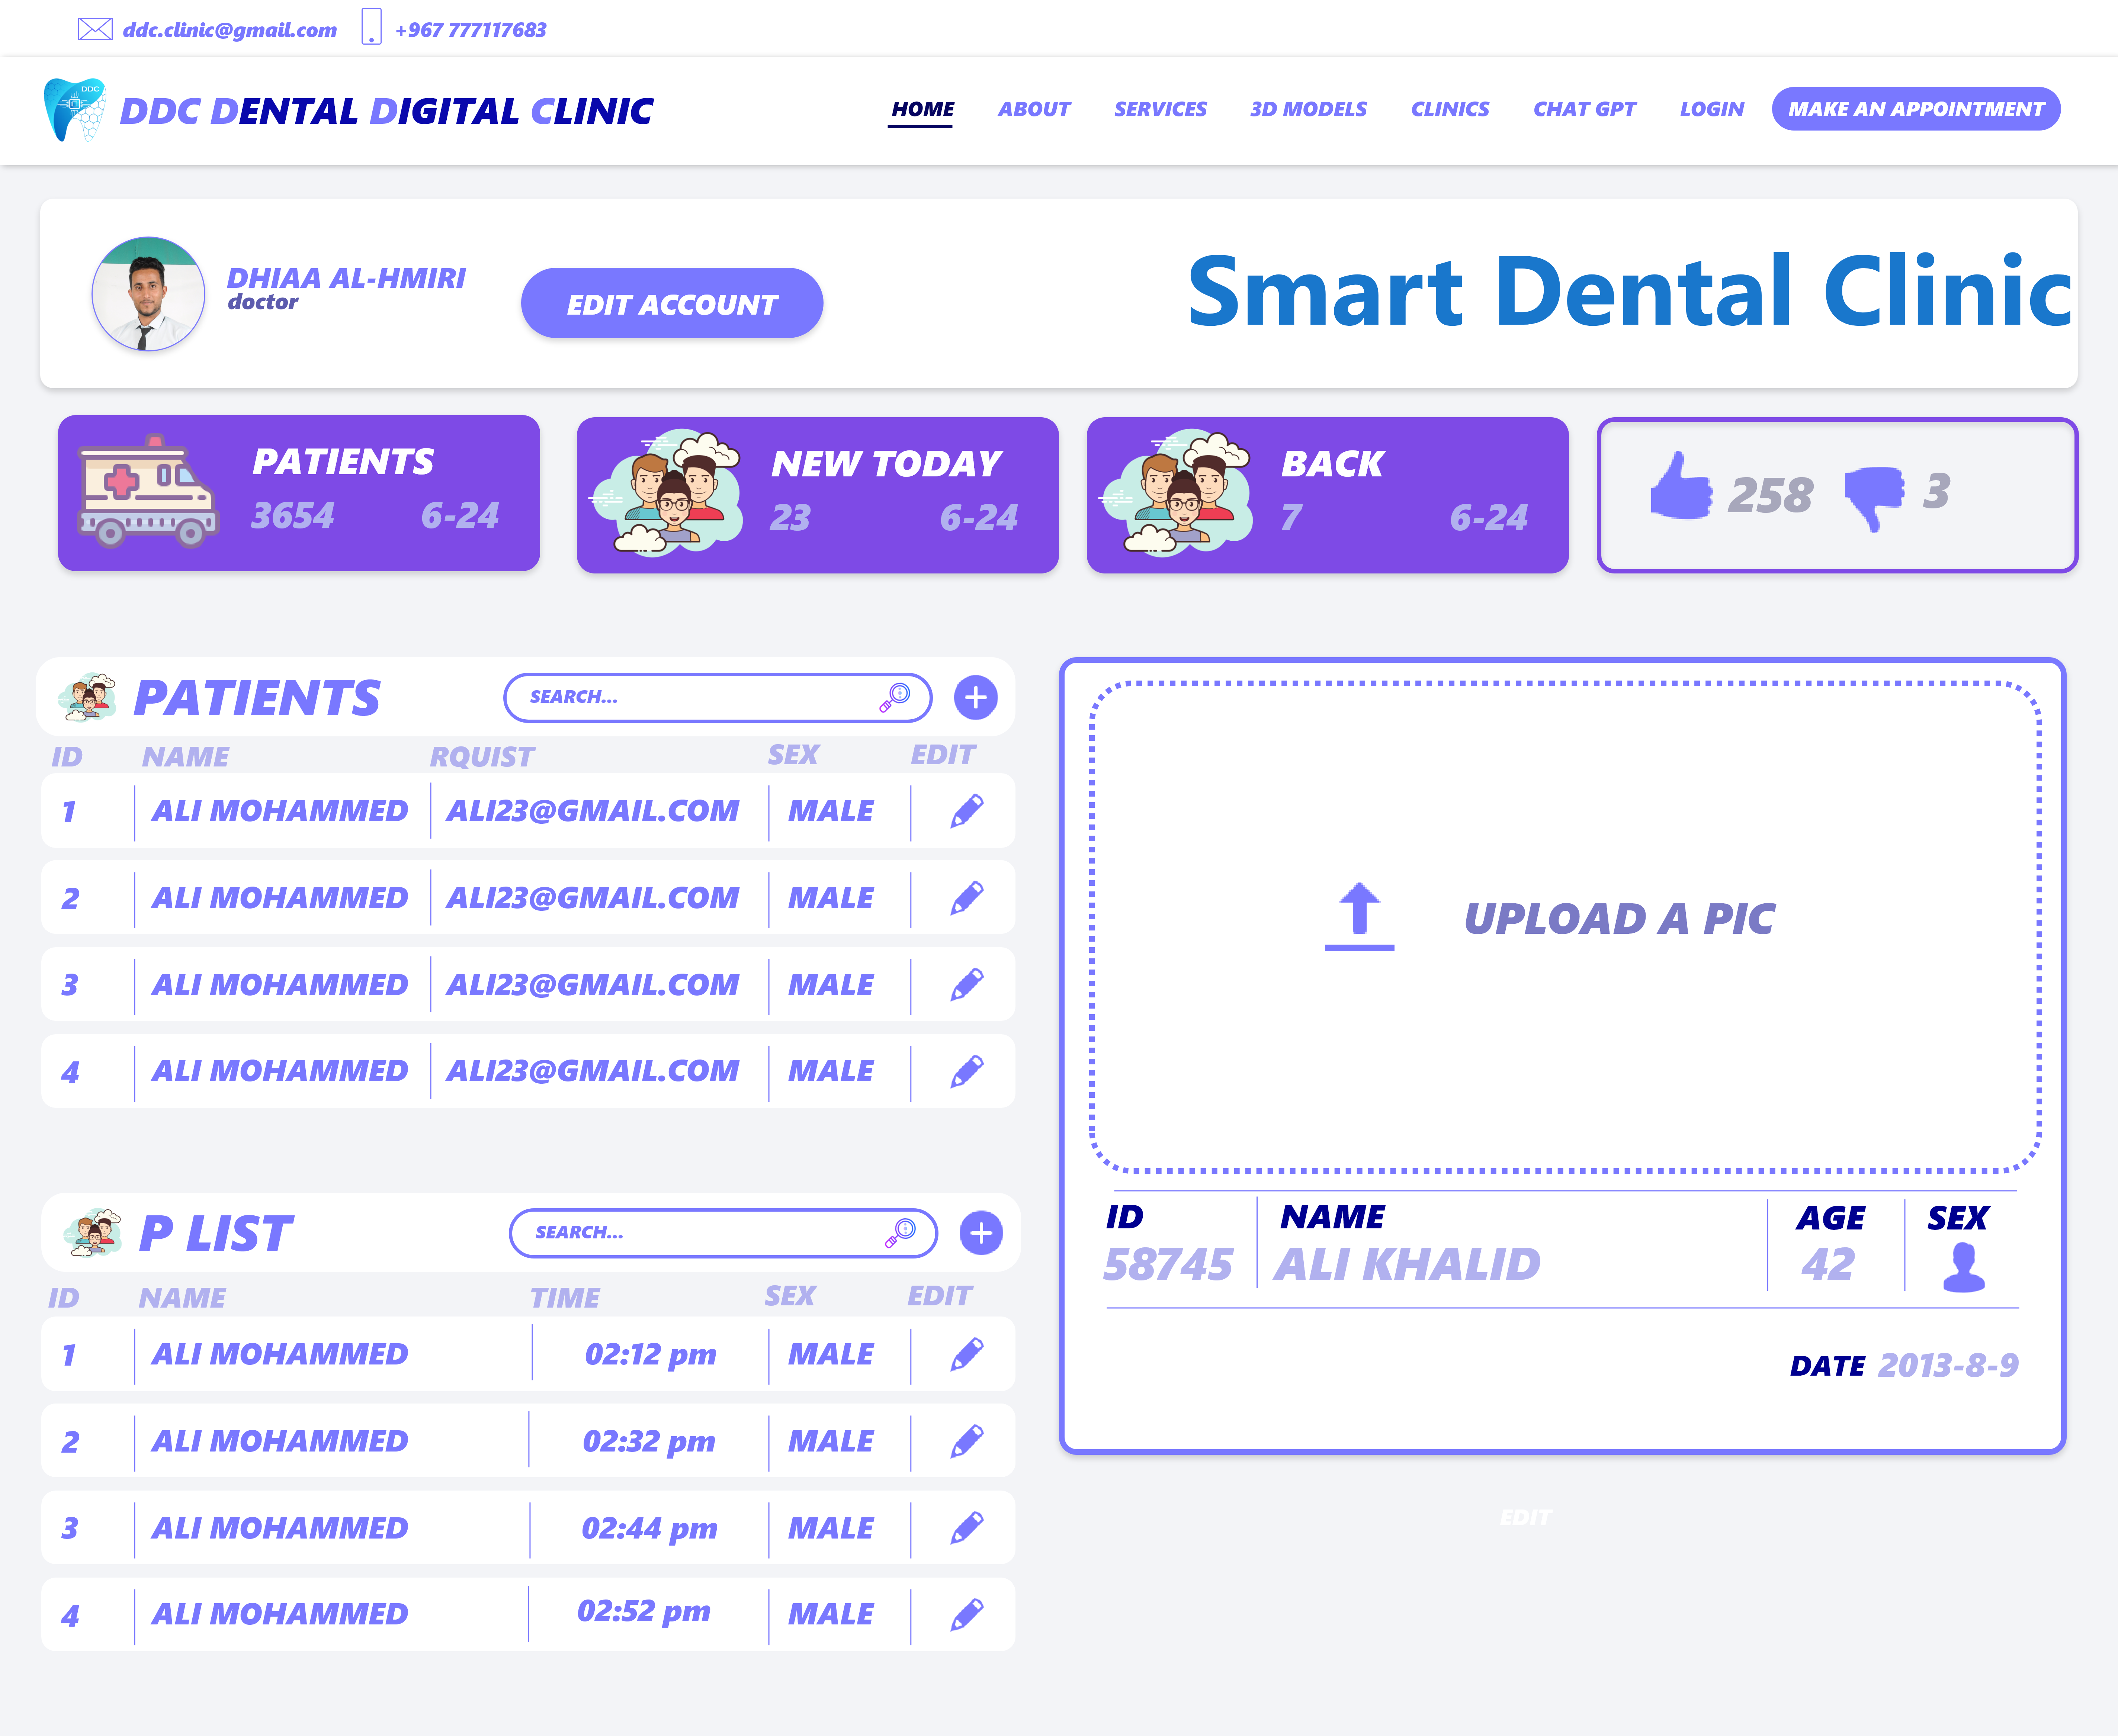 ddc.clinic@gmail.com +967 777117683
DDC
DDC DENTAL DIGITAL CLINIC
HOME ABOUT SERVICES 3D MODELS CLINICS CHAT GPT LOGIN MAKE AN APPOINTMENT
DHIAA AL-HMIRI
doctor
EDIT ACCOUNT
Smart Dental Clinic
PATIENTS
3654 6-24
NEW TODAY
23 6-24
BACK
7 6-24
258 3
PATIENTS
SEARCH...
ID NAME RQUIST SEX EDIT
1 ALI MOHAMMED ALI23@GMAIL.COM MALE
2 ALI MOHAMMED ALI23@GMAIL.COM MALE
3 ALI MOHAMMED ALI23@GMAIL.COM MALE
4 ALI MOHAMMED ALI23@GMAIL.COM MALE
P LIST
SEARCH...
ID NAME TIME SEX EDIT
1 ALI MOHAMMED 02:12 pm MALE
2 ALI MOHAMMED 02:32 pm MALE
3 ALI MOHAMMED 02:44 pm MALE
4 ALI MOHAMMED 02:52 pm MALE
UPLOAD A PIC
ID NAME AGE SEX
58745 ALI KHALID 42
DATE 2013-8-9
EDIT